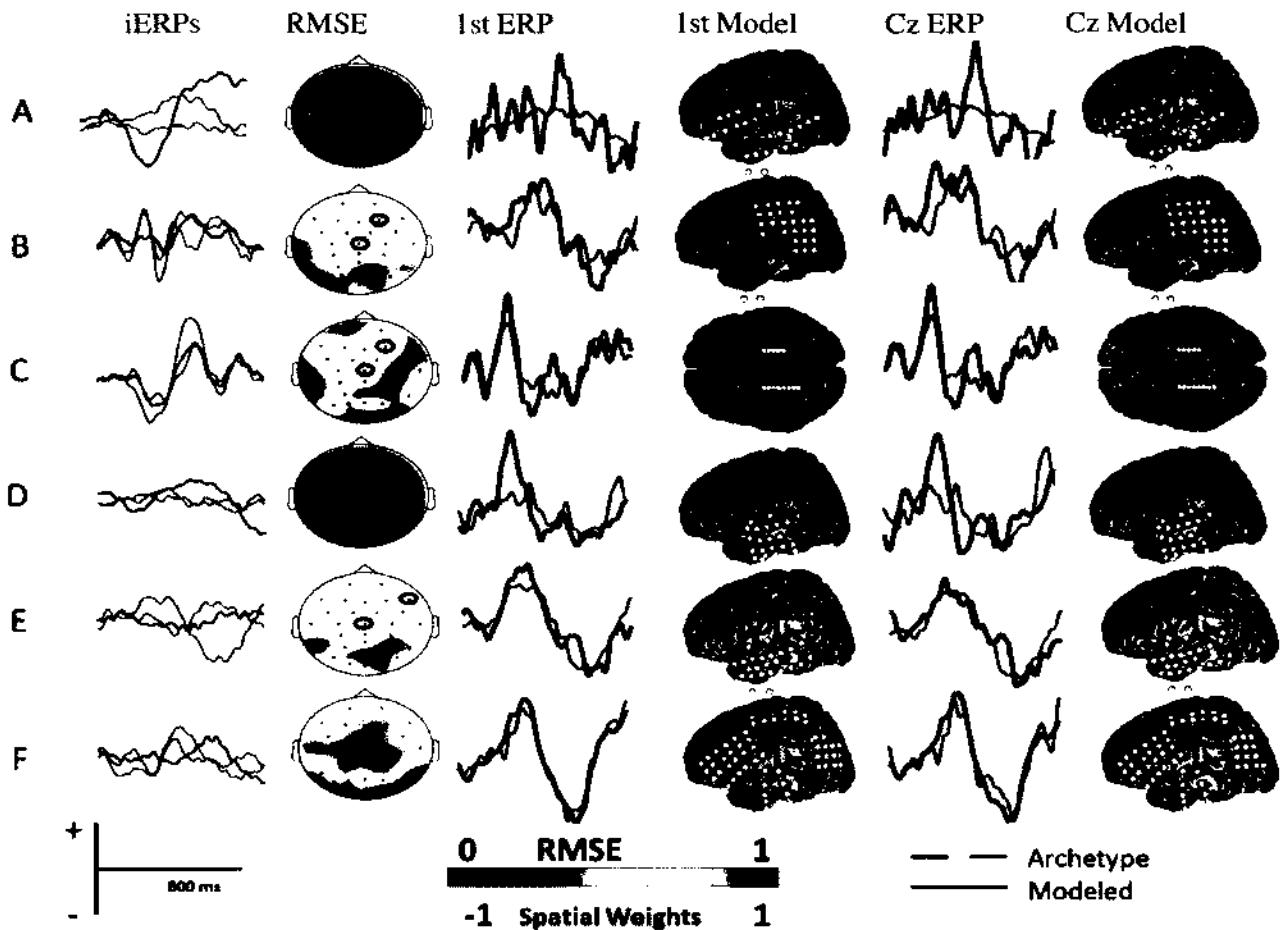 iERPs RMSE 1st ERP 1st Model Cz ERP Cz Model
A
B
C
D
E
F
+
800 ms
-
0 RMSE 1
-1 Spatial Weights 1
Archetype
Modeled